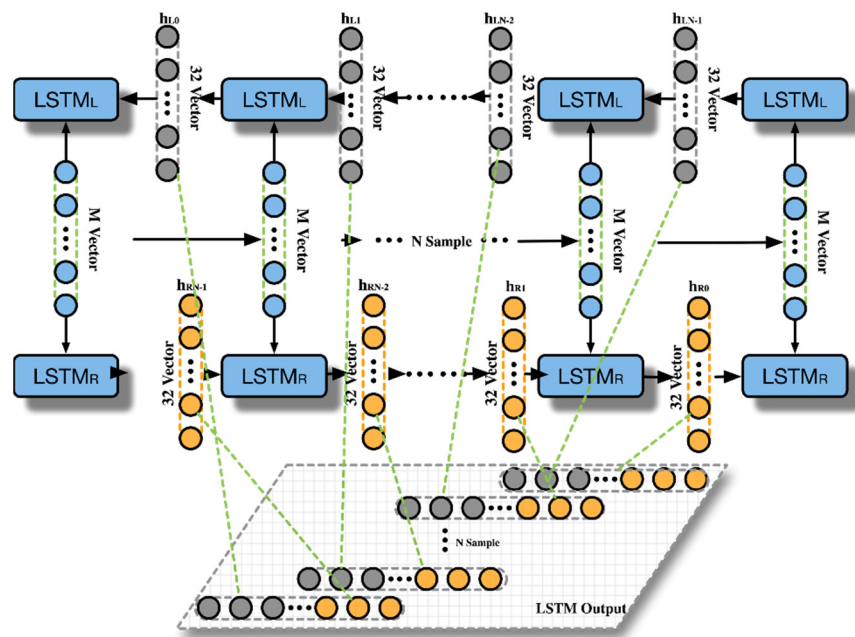 hL0 hL1 hLN-2 hLN-1
LSTML 32 Vector LSTML 32 Vector 32 Vector LSTML 32 Vector LSTML
M Vector M Vector M Vector M Vector
N Sample
hRN-1 hRN-2 hR1 hR0
LSTMR 32 Vector LSTMR 32 Vector 32 Vector LSTMR 32 Vector LSTMR
N Sample
LSTM Output